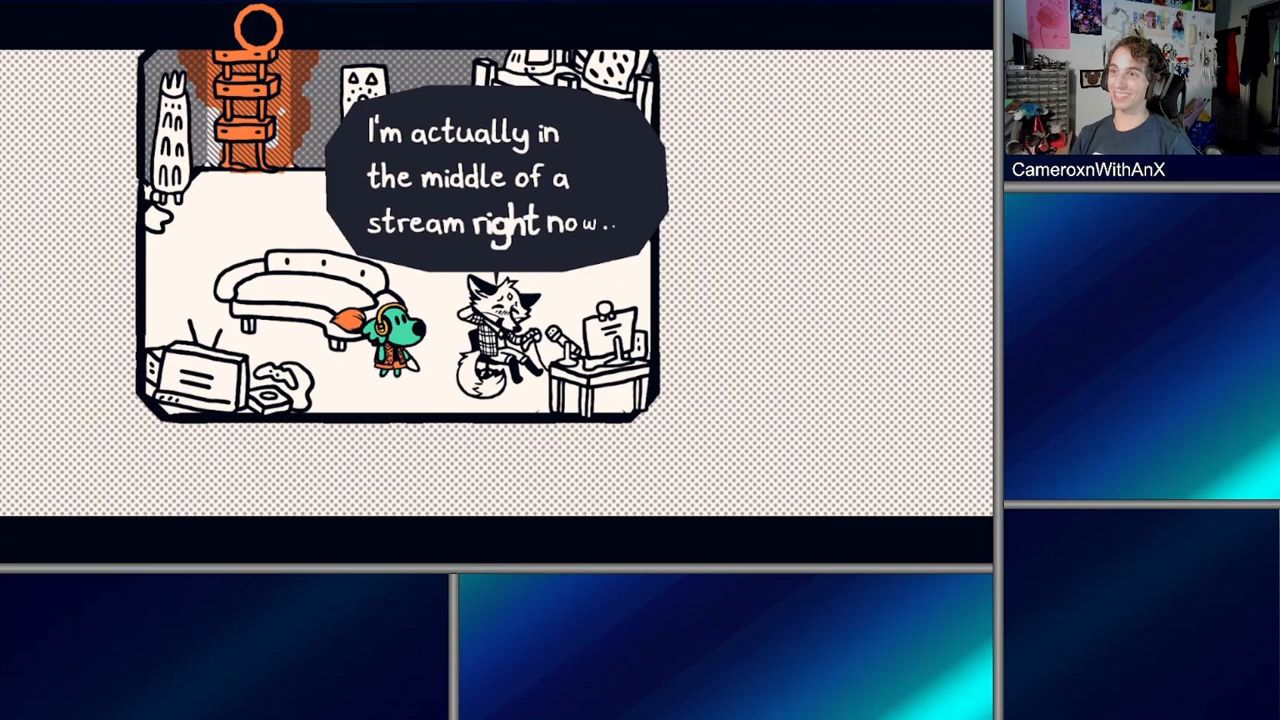 I'm actually in
the middle of a
stream right now..
CameroxnWithAnX